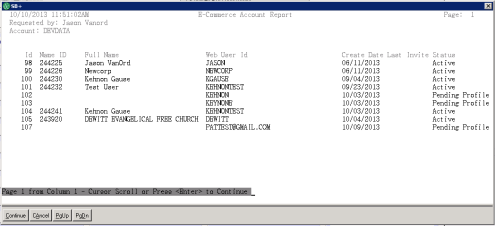 SB+
10/10/2013 11:51:02AM E-Commerce Account Report Page: 1
Requested by: Jason Vanord
Account: DEVDATA
Id Name ID Full Name Web User Id Create Date Last Invite Status
98 244225 Jason VanOrd JASON 06/11/2013 Active
99 244226 Newcorp NEWCORP 06/11/2013 Active
100 244230 Kehnon Gause KGAUSE 09/04/2013 Active
101 244232 Test User KEHNONTEST 09/23/2013 Active
102 KEHNON 10/03/2013 Pending Profile
103 KEYNONE 10/03/2013 Pending Profile
104 244241 Kehnon Gause KEHNONTEST 10/03/2013 Active
105 243920 DEWITT EVANGELICAL FREE CHURCH DEWITT 10/04/2013 Active
107 PATTEST@GMAIL.COM 10/09/2013 Pending Profile
Page 1 from Column 1 - Cursor Scroll or Press <Enter> to Continue _
Continue Cancel PgUp PgDn